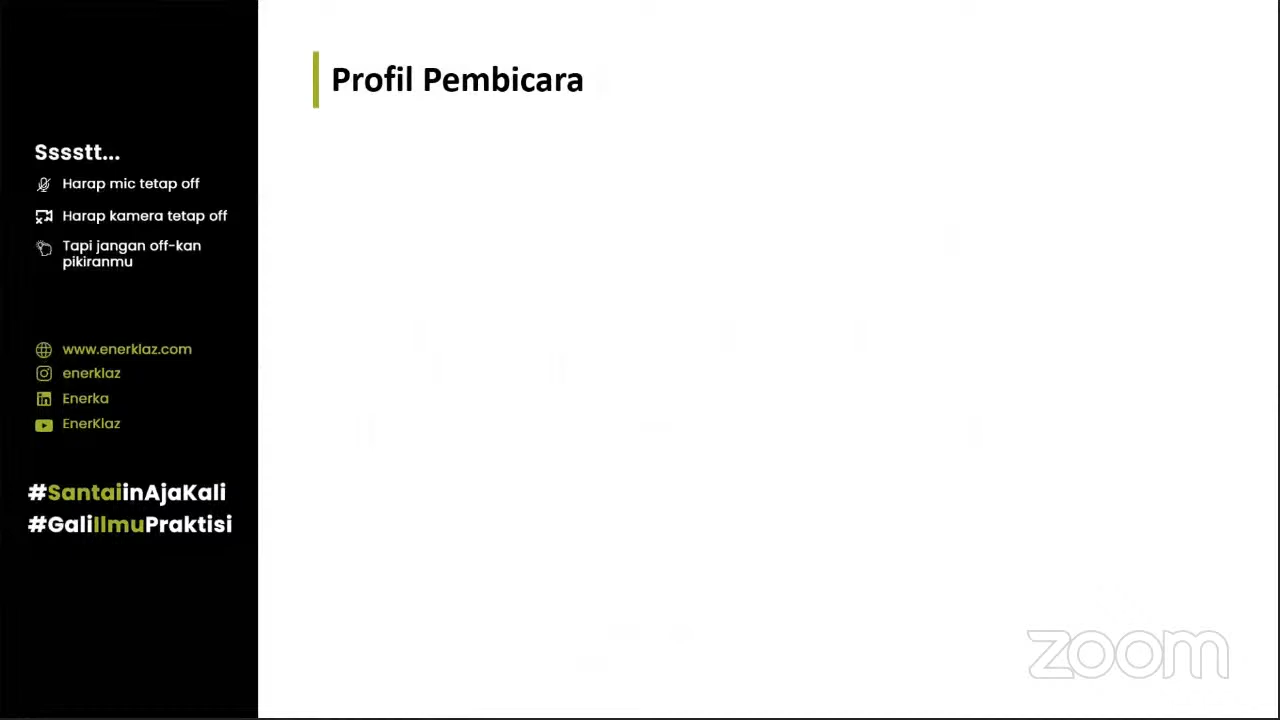 Profil Pembicara
Sssstt...
Harap mic tetap off
Harap kamera tetap off
Tapi jangan off-kan
pikiranmu
www.enerklaz.com
enerklaz
Enerka
EnerKlaz
#SantaiinAjaKali
#GaliIlmuPraktisi
zoom